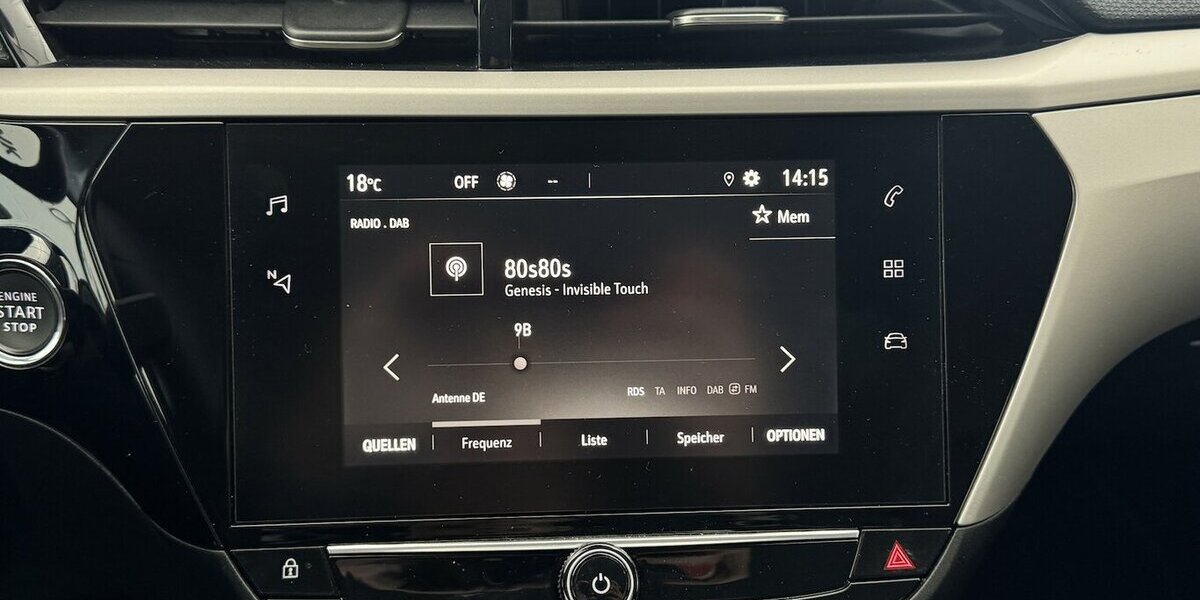 18°C OFF -- 14:15
RADIO . DAB
Mem
80s80s
Genesis - Invisible Touch
9B
N
ENGINE
START
STOP
Antenne DE
RDS TA INFO DAB FM
QUELLEN Frequenz Liste Speicher OPTIONEN